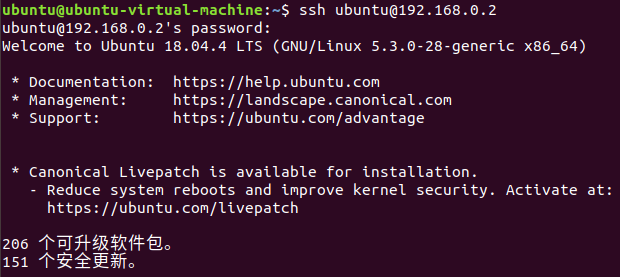 ubuntu@ubuntu-virtual-machine:~$ ssh ubuntu@192.168.0.2
ubuntu@192.168.0.2's password:
Welcome to Ubuntu 18.04.4 LTS (GNU/Linux 5.3.0-28-generic x86_64)
* Documentation:  https://help.ubuntu.com
* Management:     https://landscape.canonical.com
* Support:        https://ubuntu.com/advantage
* Canonical Livepatch is available for installation.
- Reduce system reboots and improve kernel security. Activate at:
https://ubuntu.com/livepatch
206 个可升级软件包。
151 个安全更新。